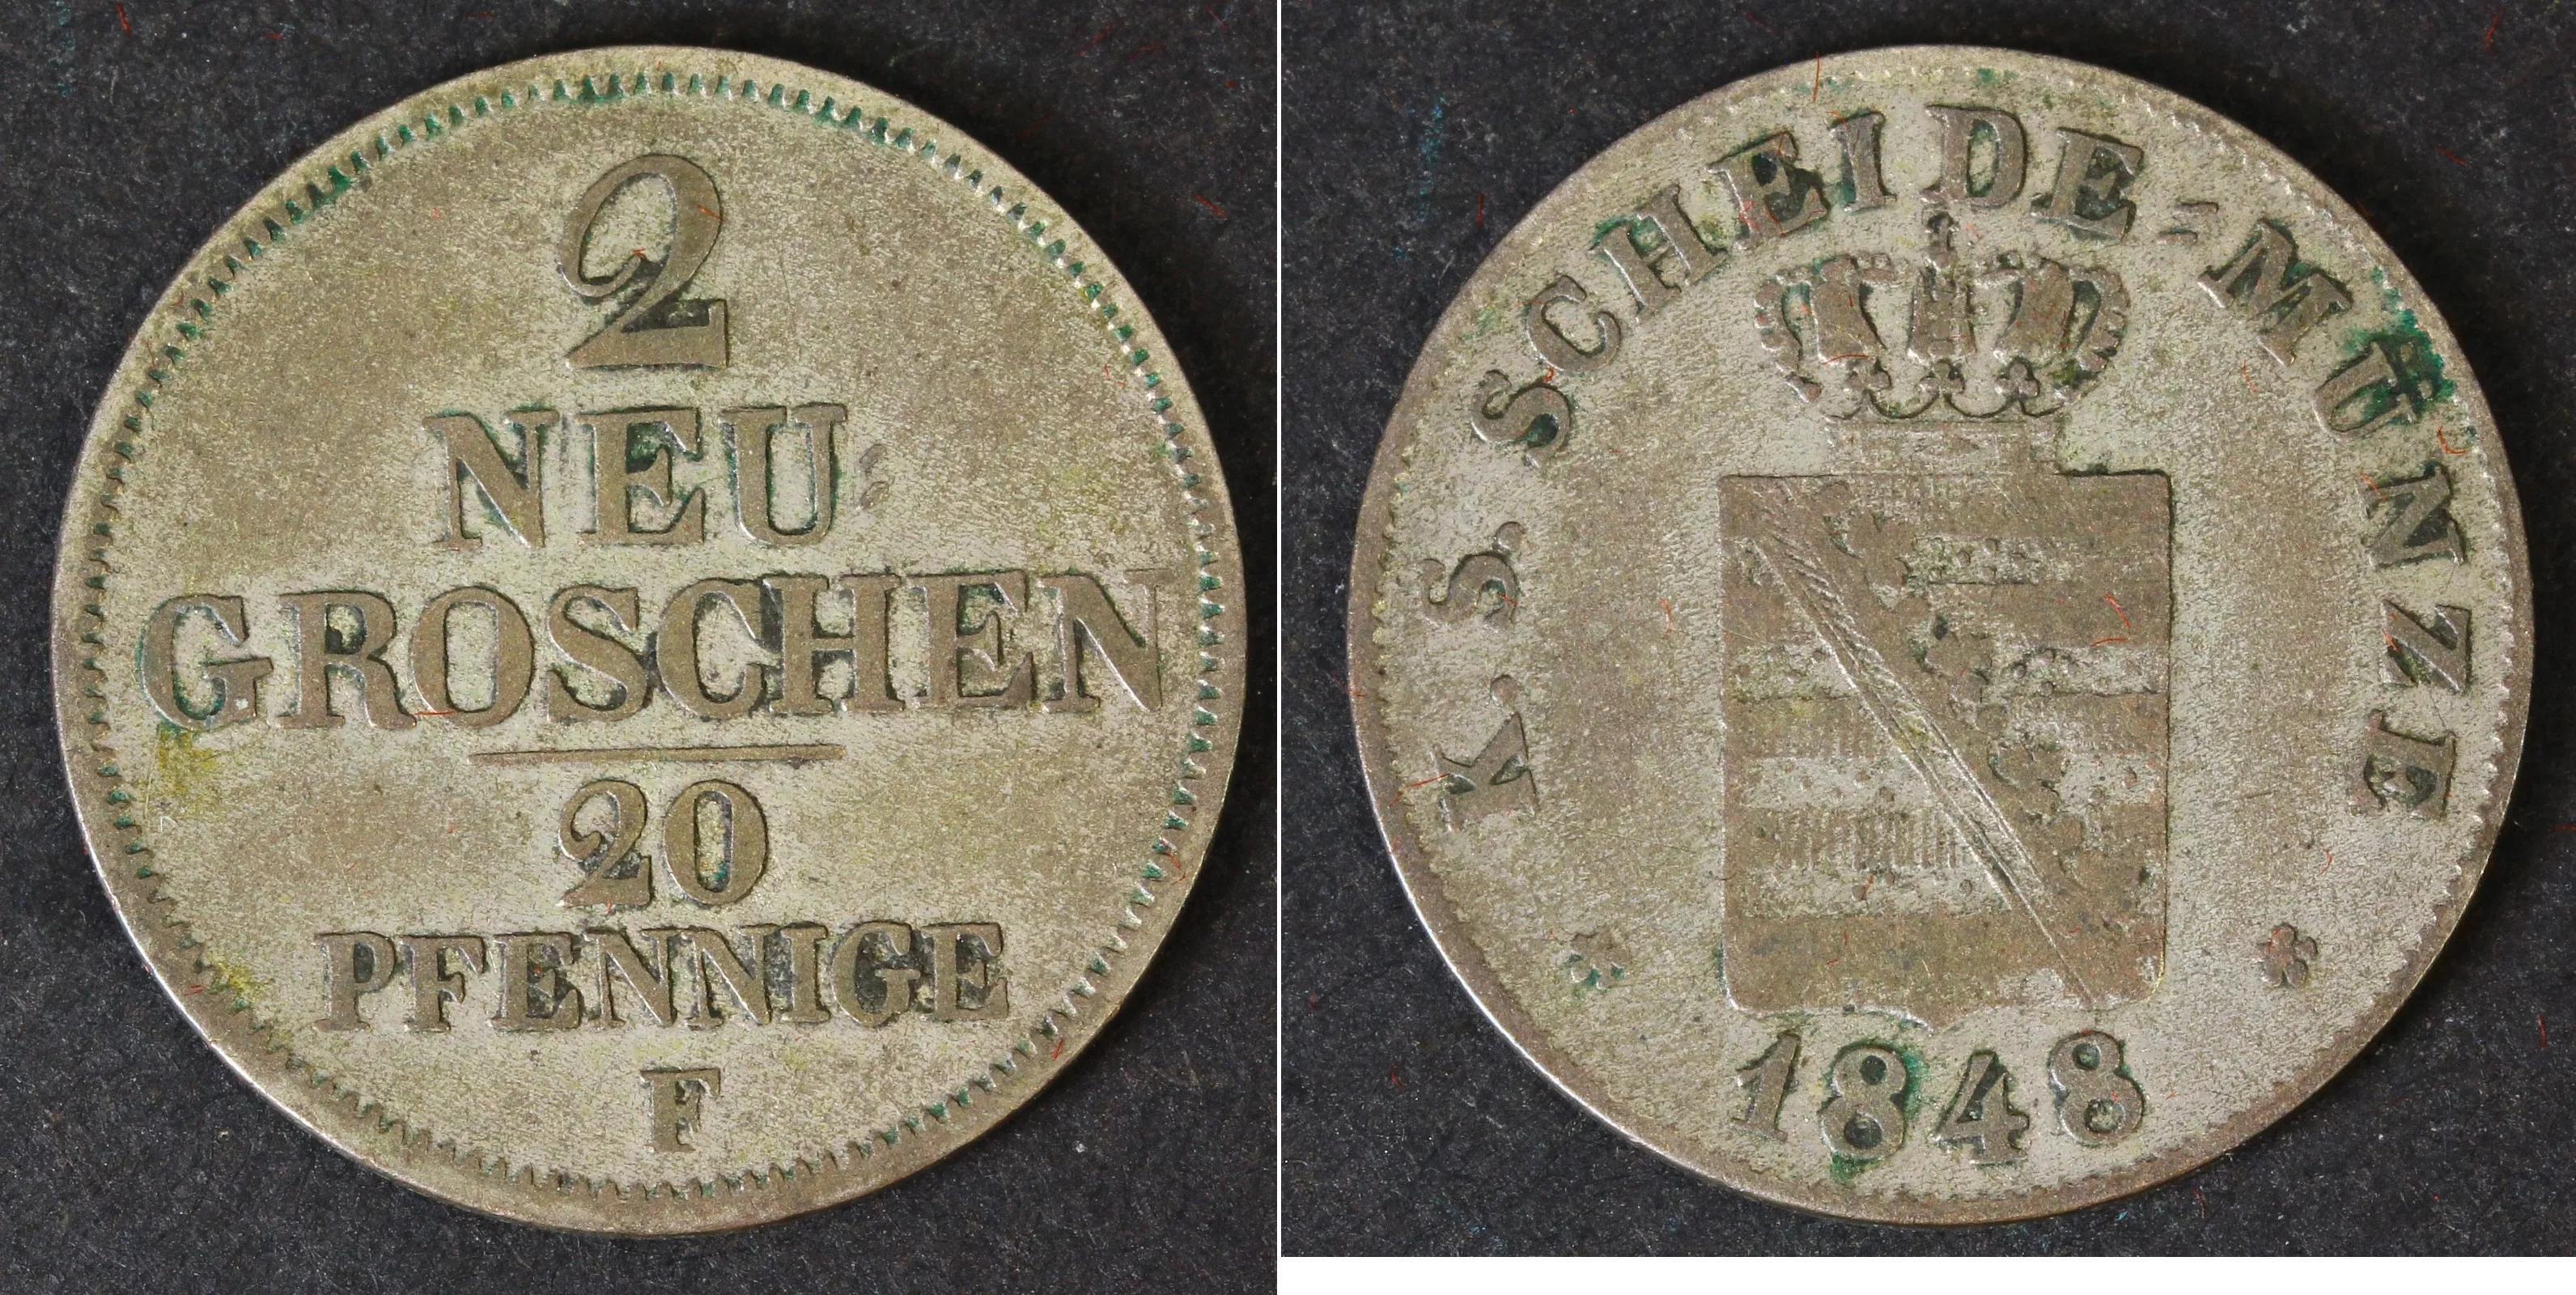 2
NEU=
GROSCHEN
20
PFENNIGE
F
K. S. SCHEIDE=MÜNZE
1848